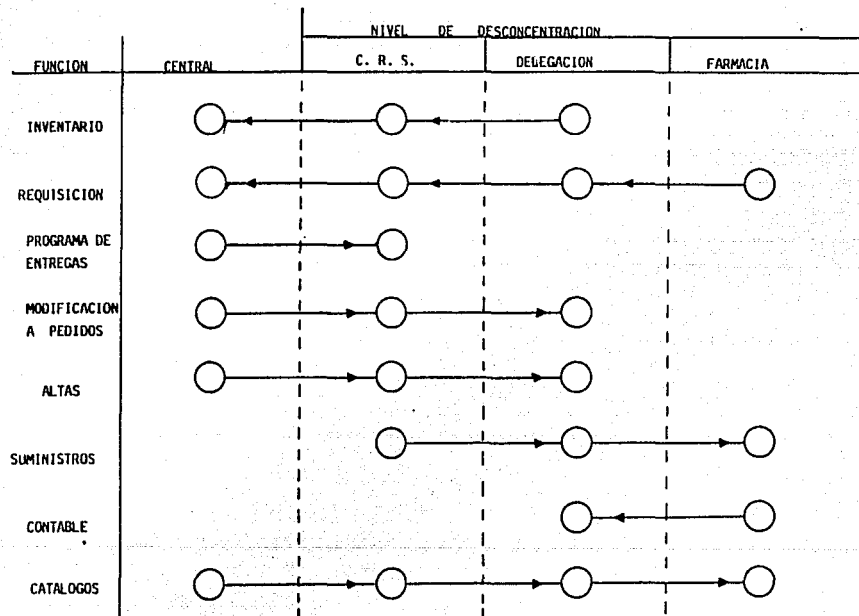 NIVEL DE DESCONCENTRACION
FUNCION CENTRAL C. R. S. DELEGACION FARMACIA
INVENTARIO
REQUISICION
PROGRAMA DE
ENTREGAS
MODIFICACION
A PEDIDOS
ALTAS
SUMINISTROS
CONTABLE
CATALOGOS